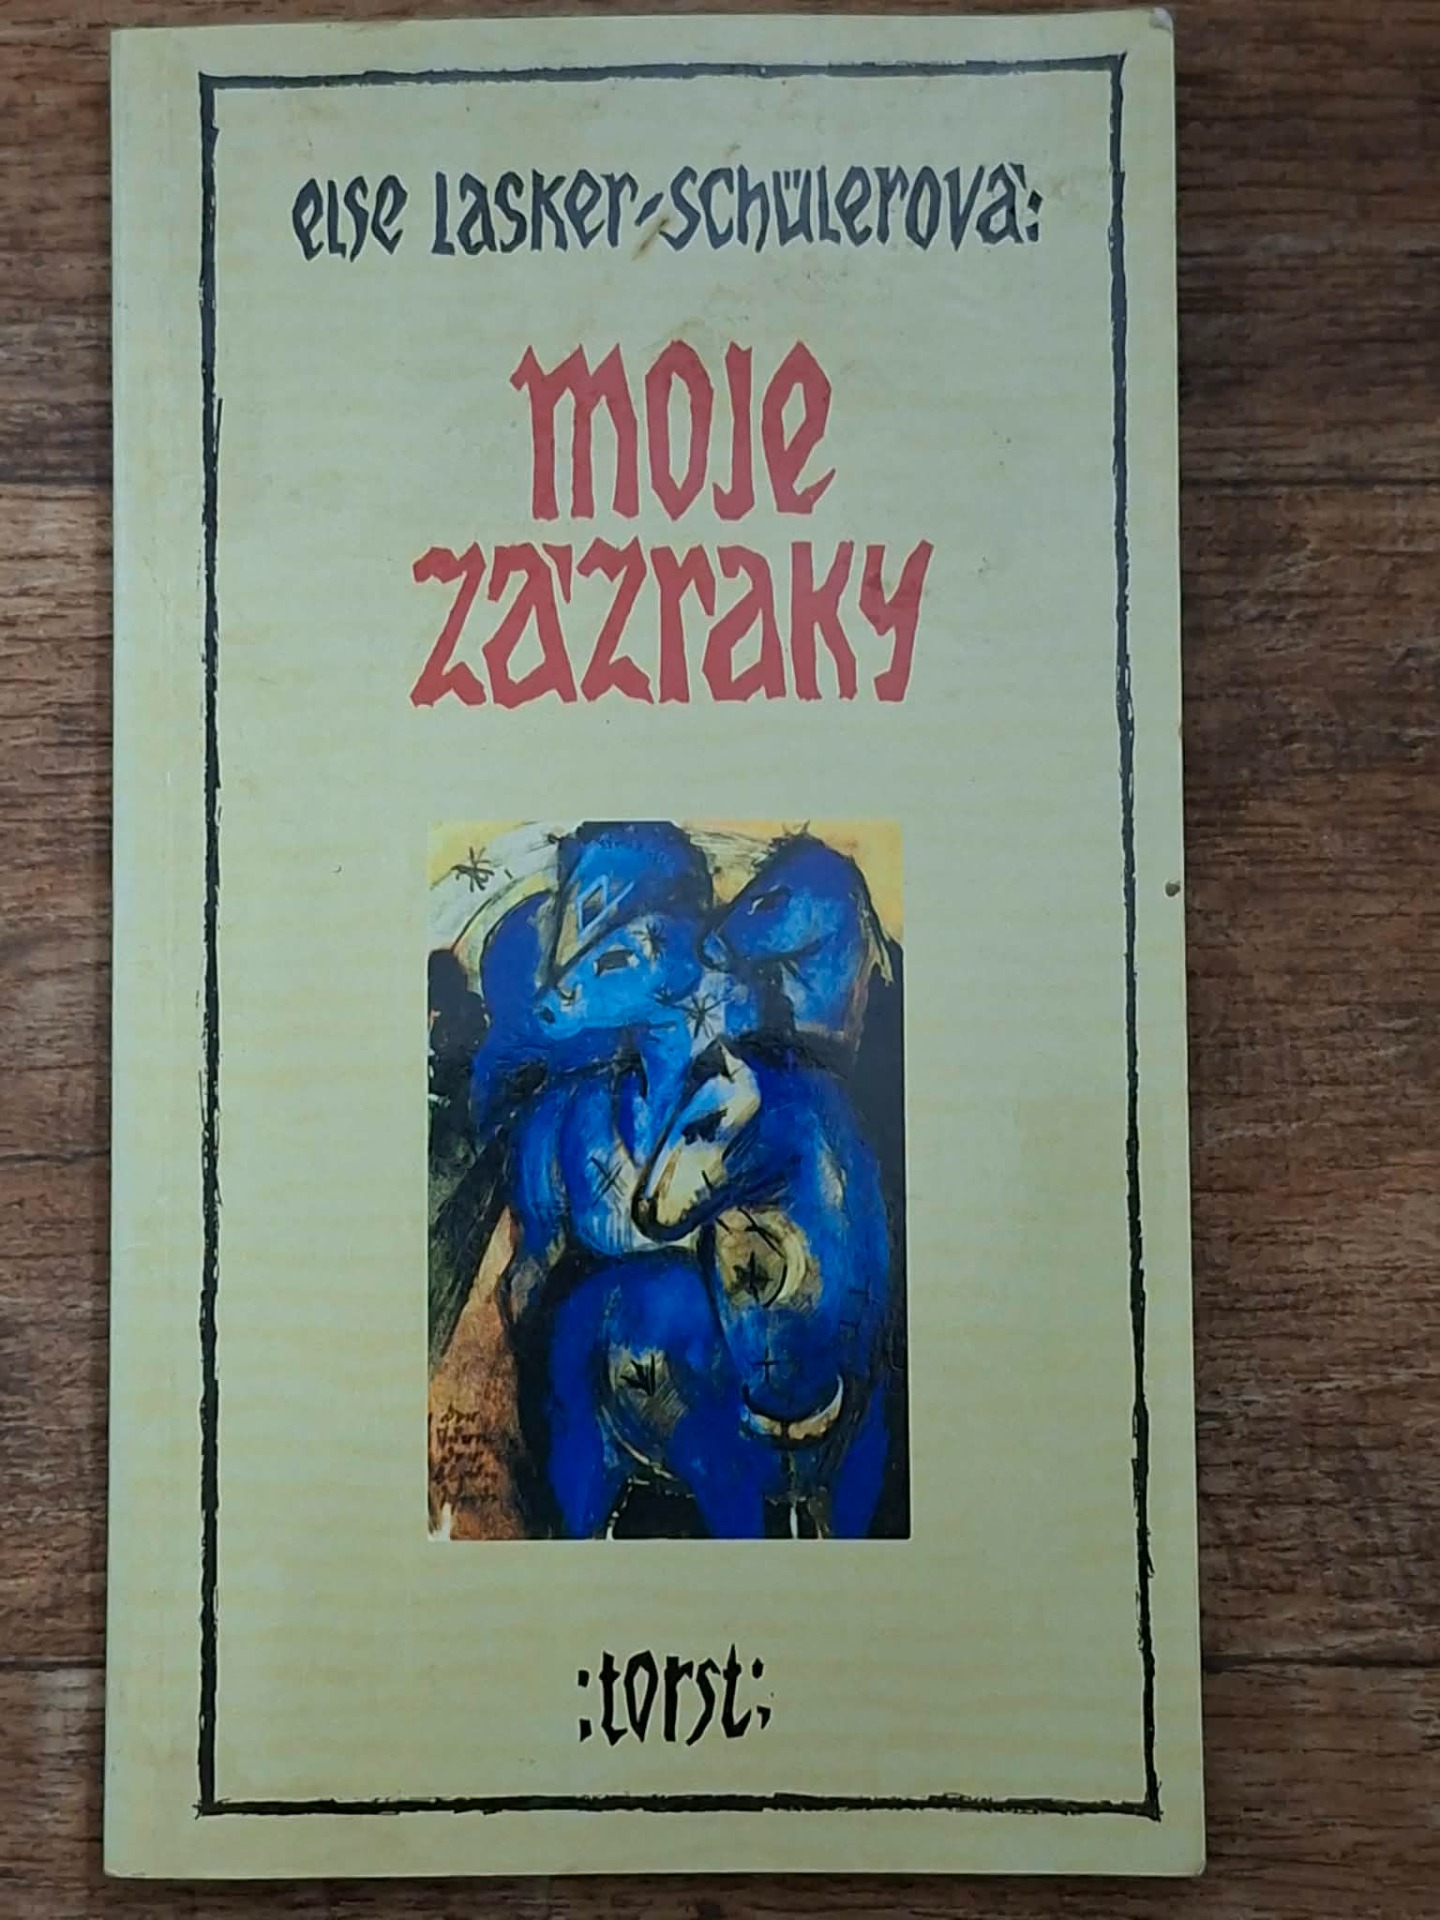 else Lasker-Schülerová:
moje
zázraky
:torst;